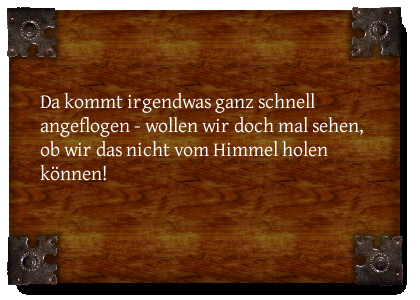 Da kommt irgendwas ganz schnell
angeflogen - wollen wir doch mal sehen,
ob wir das nicht vom Himmel holen
können!